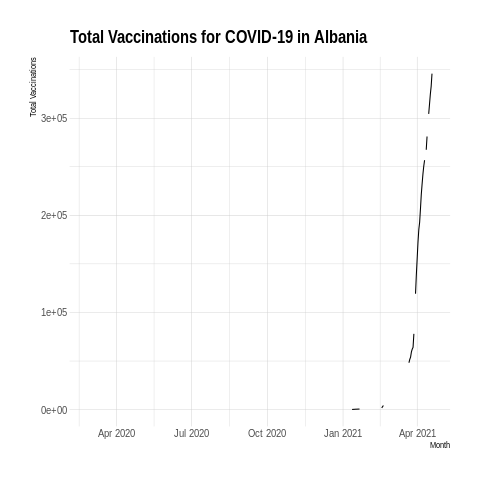 Total Vaccinations for COVID-19 in Albania
Total Vaccinations
3e+05
2e+05
1e+05
0e+00
Apr 2020
Jul 2020
Oct 2020
Jan 2021
Apr 2021
Month